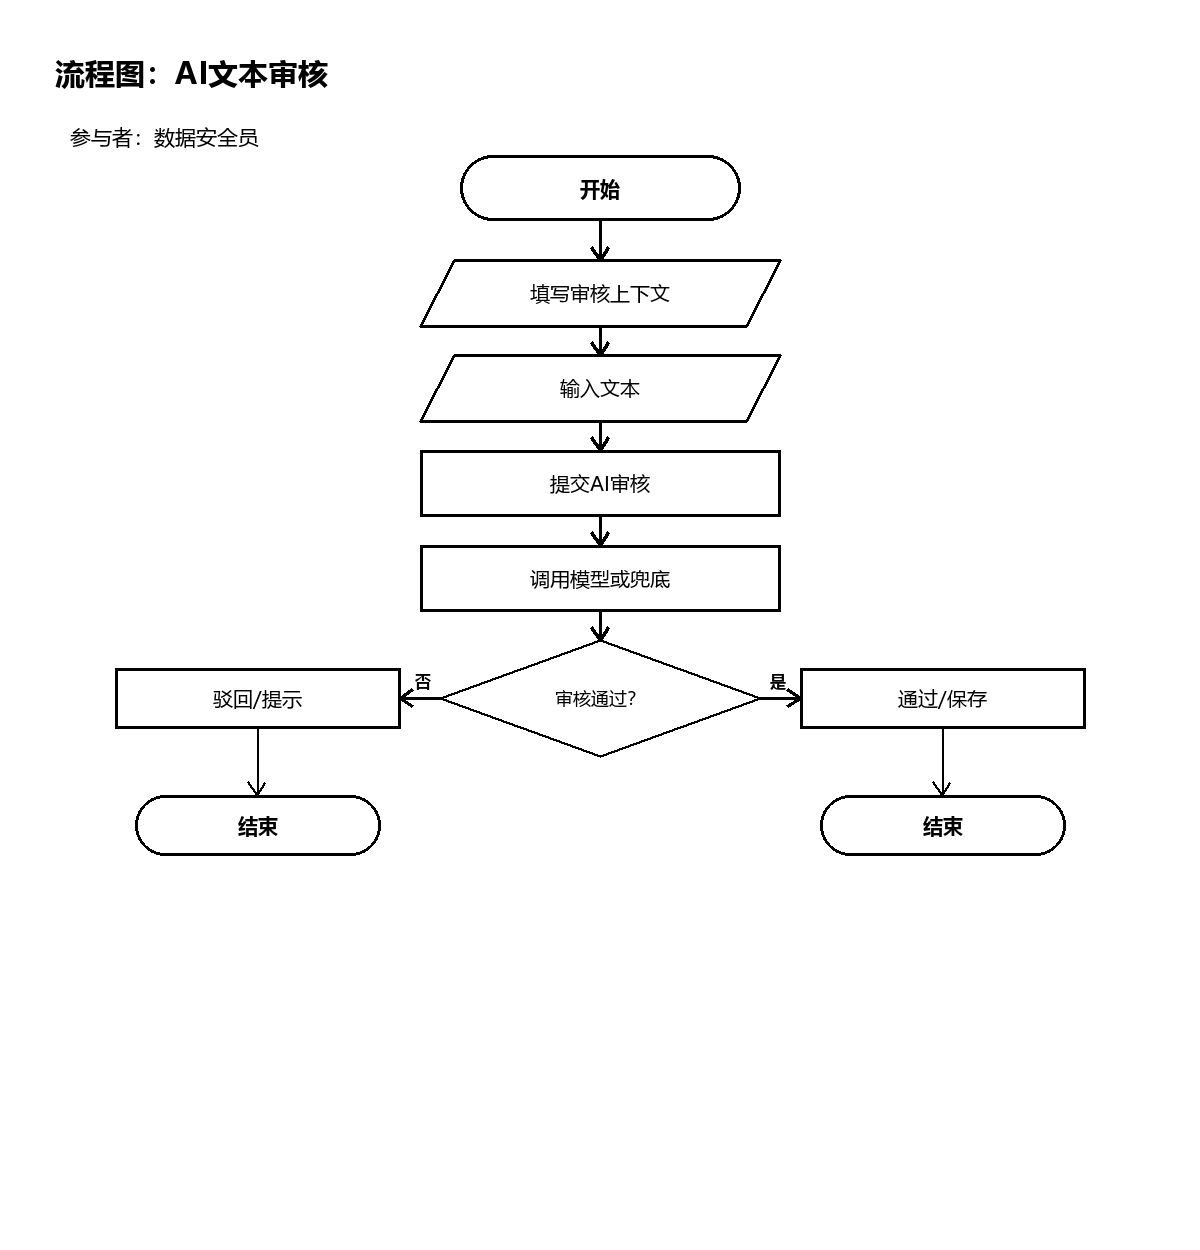 流程图：AI文本审核
参与者：数据安全员
开始
填写审核上下文
输入文本
提交AI审核
调用模型或兜底
否
是
驳回/提示
审核通过?
通过/保存
结束
结束